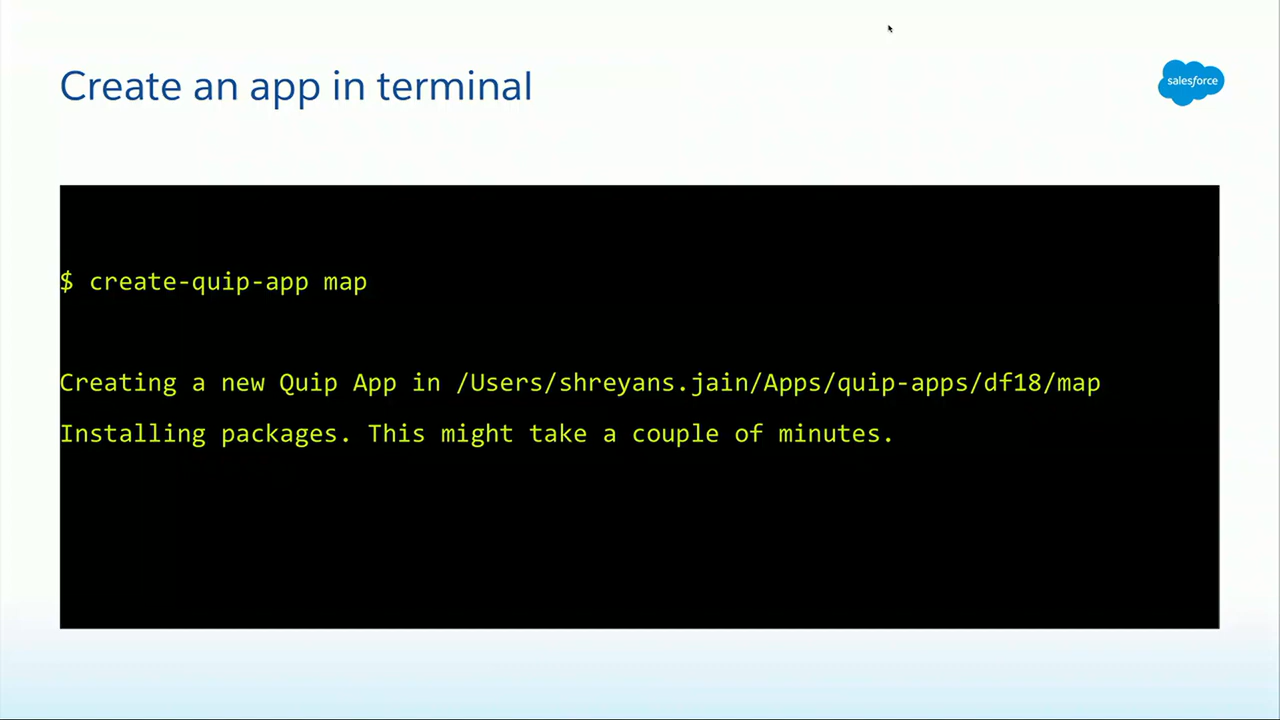 Create an app in terminal
salesforce
$ create-quip-app map
Creating a new Quip App in /Users/shreyans.jain/Apps/quip-apps/df18/map
Installing packages. This might take a couple of minutes.